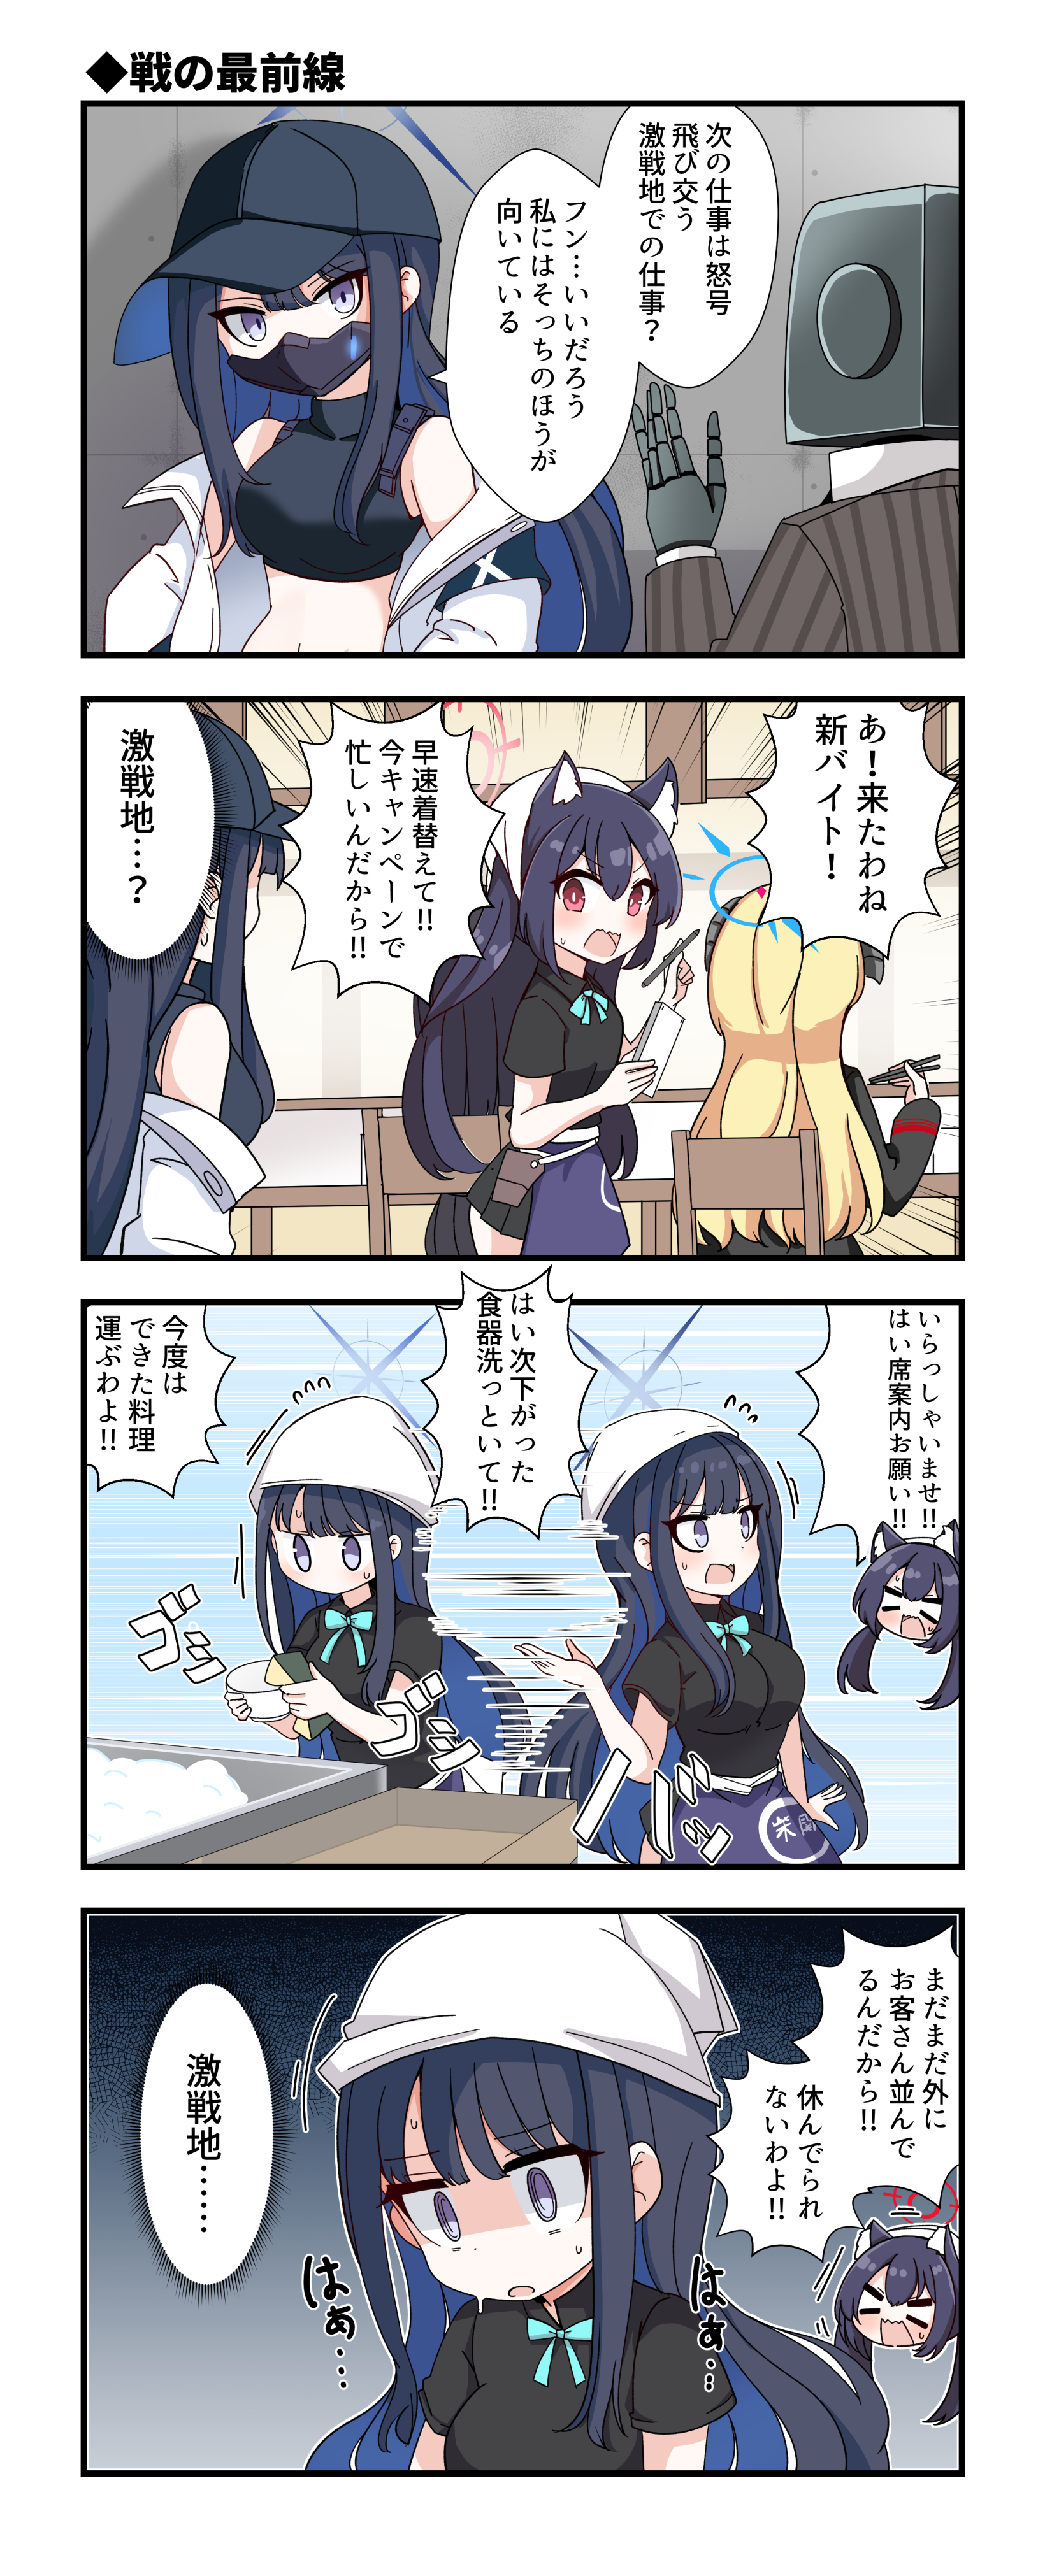 ◆戦の最前線
次の仕事は怒号
飛び交う
激戦地での仕事?
フン…いいだろう
私にはそっちのほうが
向いている
あ!来たわね
新バイト!
早速着替えて!!
今キャンペーンで
忙しいんだから!!
激戦地…?
いらっしゃいませ!!
はい席案内お願い!!
バッ
はい次下がった
食器洗っといて!!
ゴシ
ゴシ
今度は
できた料理
運ぶわよ!!
まだまだ外に
お客さん並んで
るんだから!!
休んでられ
ないわよ!!
はぁ…
はぁ…
激戦地……